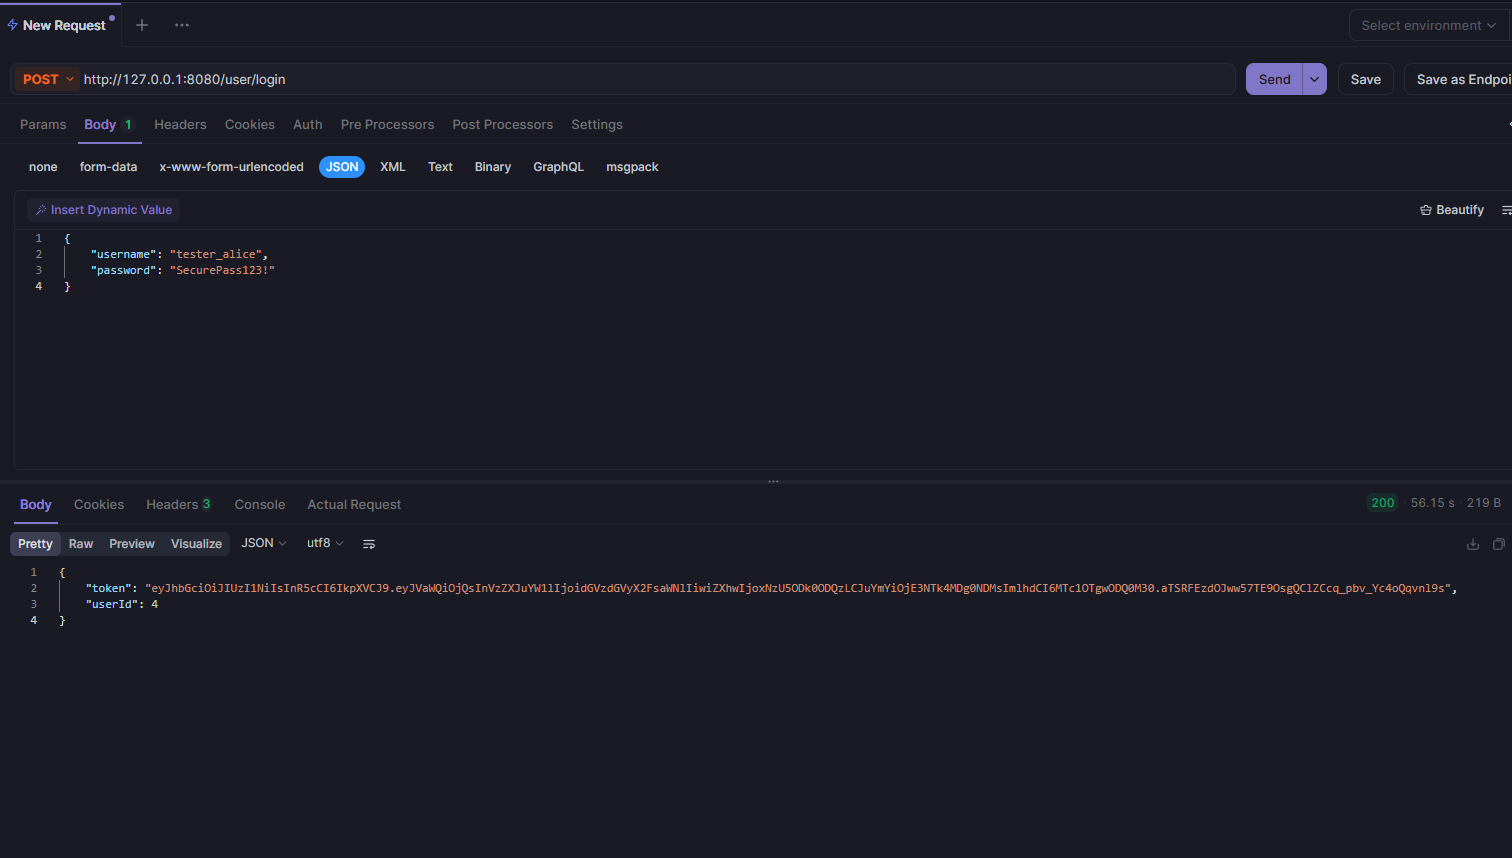 New Request
Select environment
POST http://127.0.0.1:8080/user/login Send Save Save as Endpoi
Params Body 1 Headers Cookies Auth Pre Processors Post Processors Settings
none form-data x-www-form-urlencoded JSON XML Text Binary GraphQL msgpack
Insert Dynamic Value Beautify
1 {
2 "username": "tester_alice",
3 "password": "SecurePass123!"
4 }
Body Cookies Headers 3 Console Actual Request 200 · 56.15 s · 219 B
Pretty Raw Preview Visualize JSON utf8
1 {
2 "token": "eyJhbGciOiJIUzI1NiIsInR5cCI6IkpXVCJ9.eyJVaWQiOjQsInVzZXJuYW1lIjoidGVzdGVyX2FsaWNlIiwiZXhwIjoxNzU5ODk0ODQzLCJuYmYiOjE3NTk4MDg0NDMsImlhdCI6MTc1OTgwODQ0M30.aTSRFEzdOJww57TE9OsgQClZCcq_pbv_Yc4oQqvnl9s",
3 "userId": 4
4 }